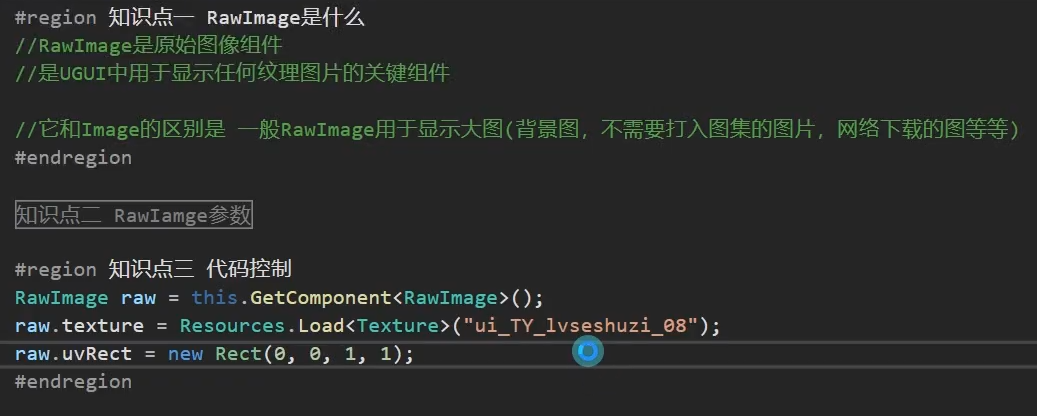 #region 知识点一 RawImage是什么
//RawImage是原始图像组件
//是UGUI中用于显示任何纹理图片的关键组件
//它和Image的区别是 一般RawImage用于显示大图(背景图，不需要打入图集的图片，网络下载的图等等)
#endregion
知识点二 RawIamge参数
#region 知识点三 代码控制
RawImage raw = this.GetComponent<RawImage>();
raw.texture = Resources.Load<Texture>("ui_TY_lvseshuzi_08");
raw.uvRect = new Rect(0, 0, 1, 1);
#endregion